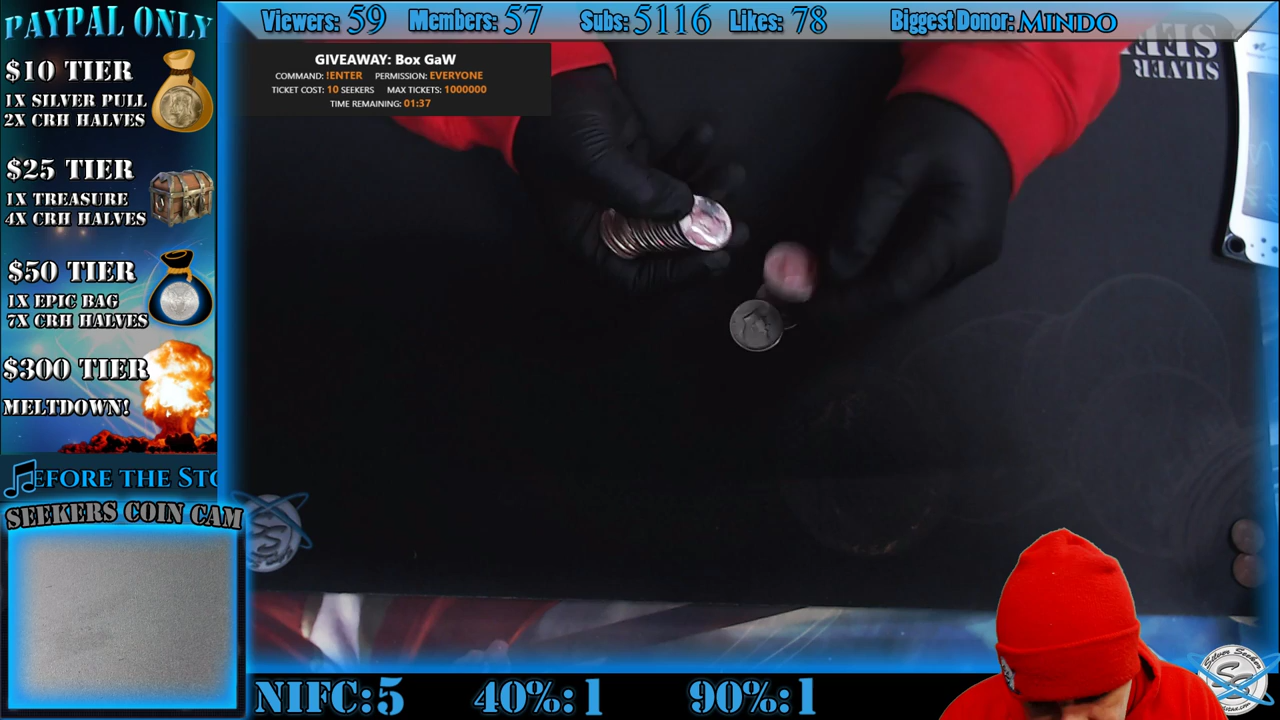 PAYPAL ONLY
$10 TIER
1X SILVER PULL
2X CRH HALVES
$25 TIER
1X TREASURE
4X CRH HALVES
$50 TIER
1X EPIC BAG
7X CRH HALVES
$300 TIER
MELTDOWN!
EFORE THE STO
SEEKERS COIN CAM
Viewers: 59 Members: 57 Subs: 5116 Likes: 78 Biggest Donor: MINDO
GIVEAWAY: Box GaW
COMMAND: !ENTER PERMISSION: EVERYONE
TICKET COST: 10 SEEKERS MAX TICKETS: 1000000
TIME REMAINING: 01:37
SILVER
NIFC:5 40%:1 90%:1
Silver Seeker